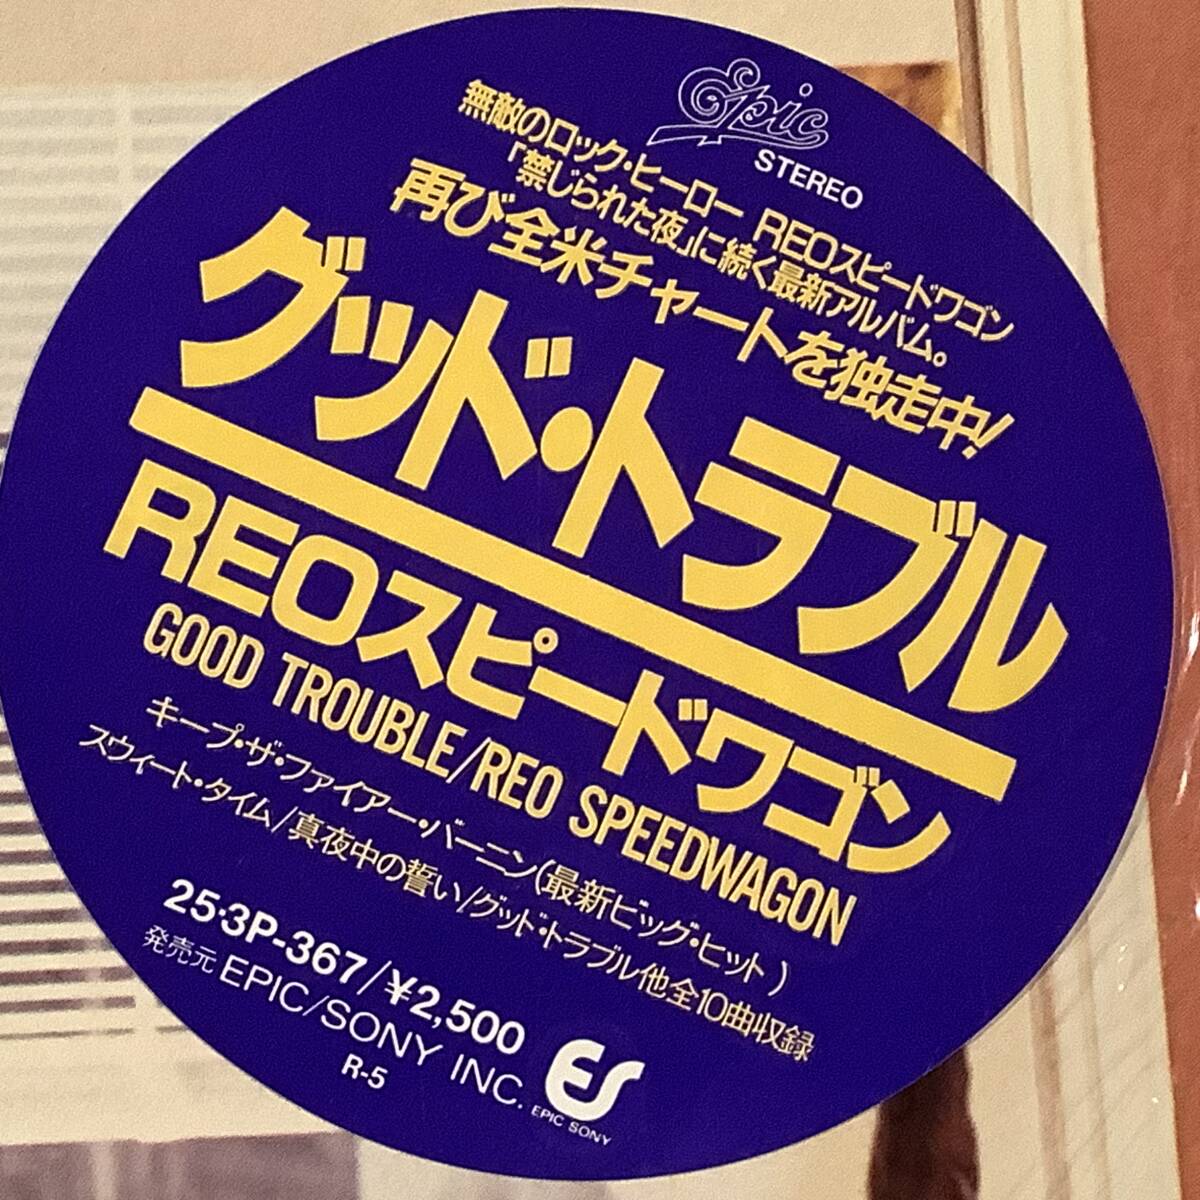 Epic
STEREO
無敵のロック・ヒーロー REOスピードワゴン
「禁じられた夜」に続く最新アルバム。
再び全米チャートを独走中!
グッド・トラブル
REOスピードワゴン
GOOD TROUBLE/REO SPEEDWAGON
キープ・ザ・ファイアー・バーニン(最新ビッグ・ヒット)
スウィート・タイム/真夜中の誓い/グッド・トラブル他全10曲収録
25・3P-367/¥2,500
発売元 EPIC/SONY INC.
ES
EPIC SONY
R-5